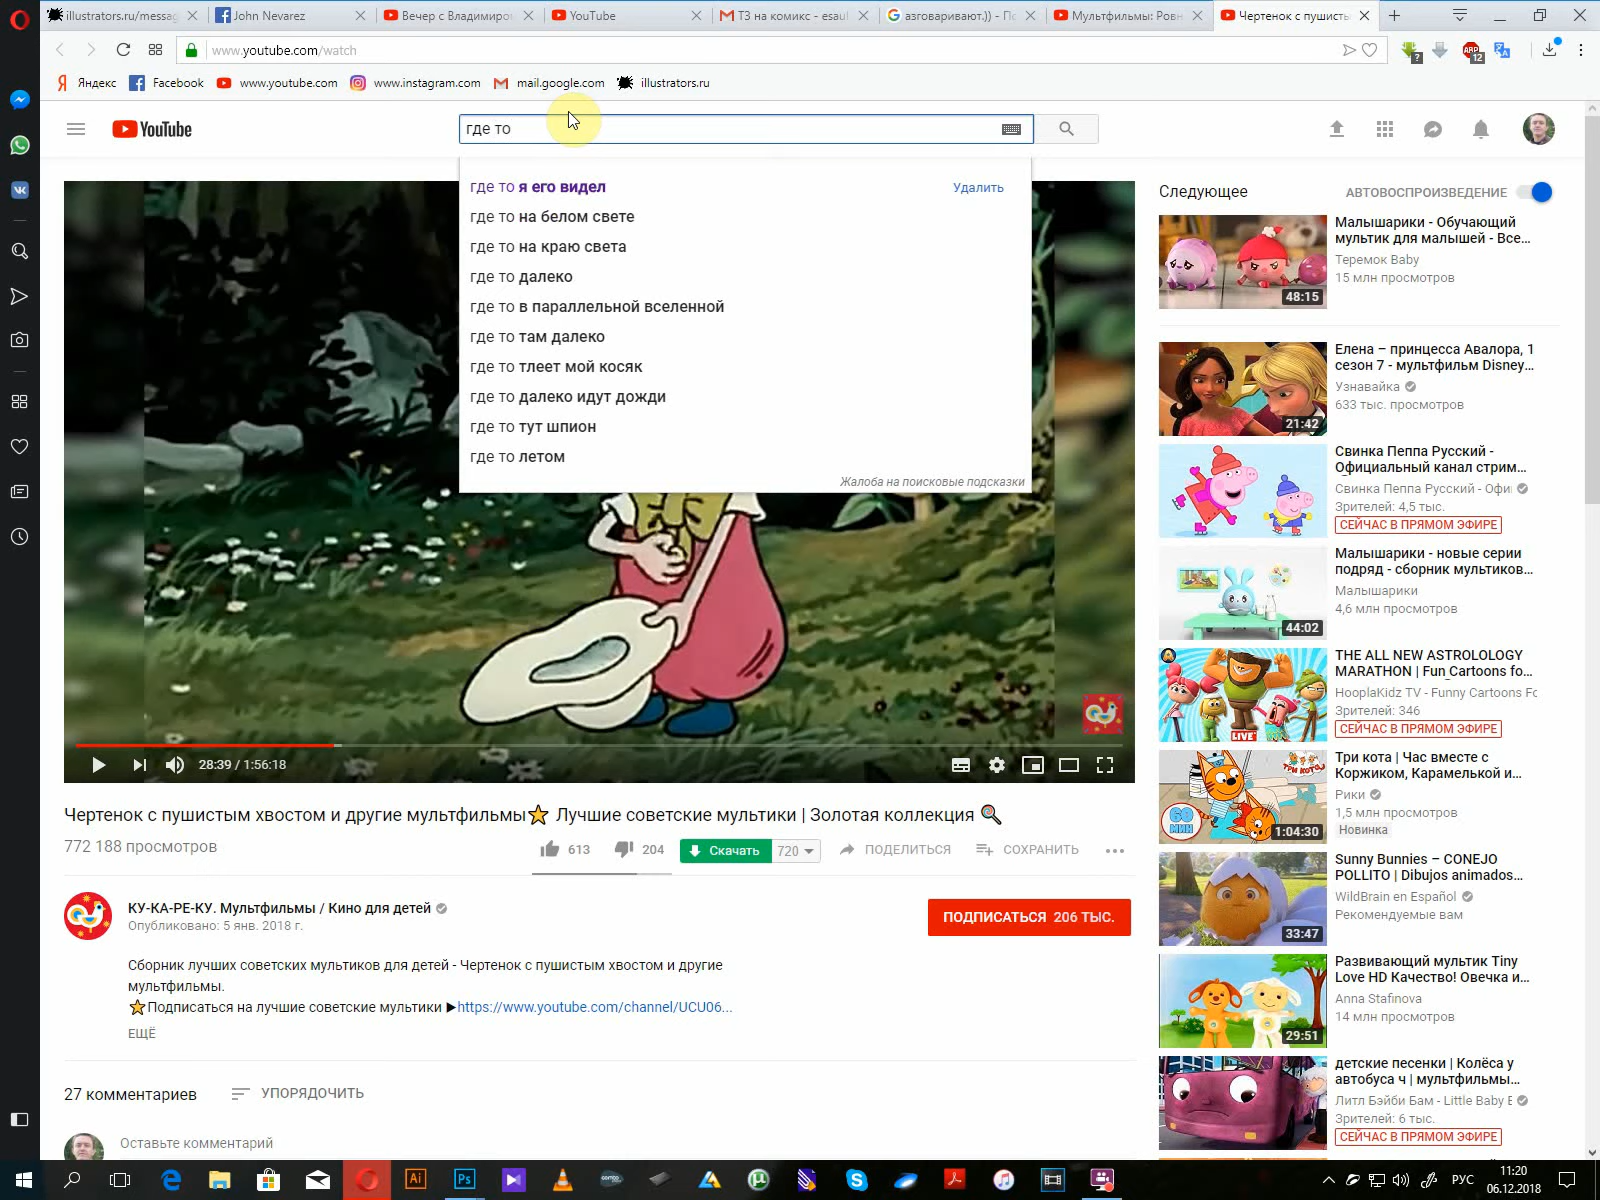 illustrators.ru/messag
John Nevarez
Вечер с Владимиро
YouTube
ТЗ на комикс - esaul
азговаривают.)) - По
Мультфильмы: Ровн
Чертенок с пушисты
www.youtube.com/watch
12
Яндекс
Facebook
www.youtube.com
www.instagram.com
mail.google.com
illustrators.ru
YouTube
где то
где то я его видел
Удалить
где то на белом свете
где то на краю света
где то далеко
где то в параллельной вселенной
где то там далеко
где то тлеет мой косяк
где то далеко идут дожди
где то тут шпион
где то летом
Жалоба на поисковые подсказки
28:39 / 1:56:18
Чертенок с пушистым хвостом и другие мультфильмы⭐ Лучшие советские мультики | Золотая коллекция 🍭
772 188 просмотров
613
204
Скачать
720
ПОДЕЛИТЬСЯ
СОХРАНИТЬ
КУ-КА-РЕ-КУ. Мультфильмы / Кино для детей
Опубликовано: 5 янв. 2018 г.
ПОДПИСАТЬСЯ 206 ТЫС.
Сборник лучших советских мультиков для детей - Чертенок с пушистым хвостом и другие
мультфильмы.
⭐Подписаться на лучшие советские мультики ▶https://www.youtube.com/channel/UCU06...
ЕЩЁ
27 комментариев
УПОРЯДОЧИТЬ
Оставьте комментарий
Следующее
АВТОВОСПРОИЗВЕДЕНИЕ
Малышарики - Обучающий
мультик для малышей - Все...
Теремок Baby
15 млн просмотров
48:15
Елена – принцесса Авалора, 1
сезон 7 - мультфильм Disney...
Узнавайка
633 тыс. просмотров
21:42
Свинка Пеппа Русский -
Официальный канал стрим...
Свинка Пеппа Русский - Офи
Зрителей: 4,5 тыс.
СЕЙЧАС В ПРЯМОМ ЭФИРЕ
Малышарики - новые серии
подряд - сборник мультиков...
Малышарики
4,6 млн просмотров
44:02
THE ALL NEW ASTROLOLOGY
MARATHON | Fun Cartoons fo...
HooplaKidz TV - Funny Cartoons Fo
Зрителей: 346
СЕЙЧАС В ПРЯМОМ ЭФИРЕ
LIVE
Три кота | Час вместе с
Коржиком, Карамелькой и...
Рики
1,5 млн просмотров
Новинка
ТРИ КОТА
60
МИН
1:04:30
Sunny Bunnies – CONEJO
POLLITO | Dibujos animados...
WildBrain en Español
Рекомендуемые вам
33:47
Развивающий мультик Tiny
Love HD Качество! Овечка и...
Anna Stafinova
14 млн просмотров
29:51
детские песенки | Колёса у
автобуса ч | мультфильмы...
Литл Бэйби Бам - Little Baby B
Зрителей: 6 тыс.
СЕЙЧАС В ПРЯМОМ ЭФИРЕ
Ai
Ps
РУС
11:20
06.12.2018